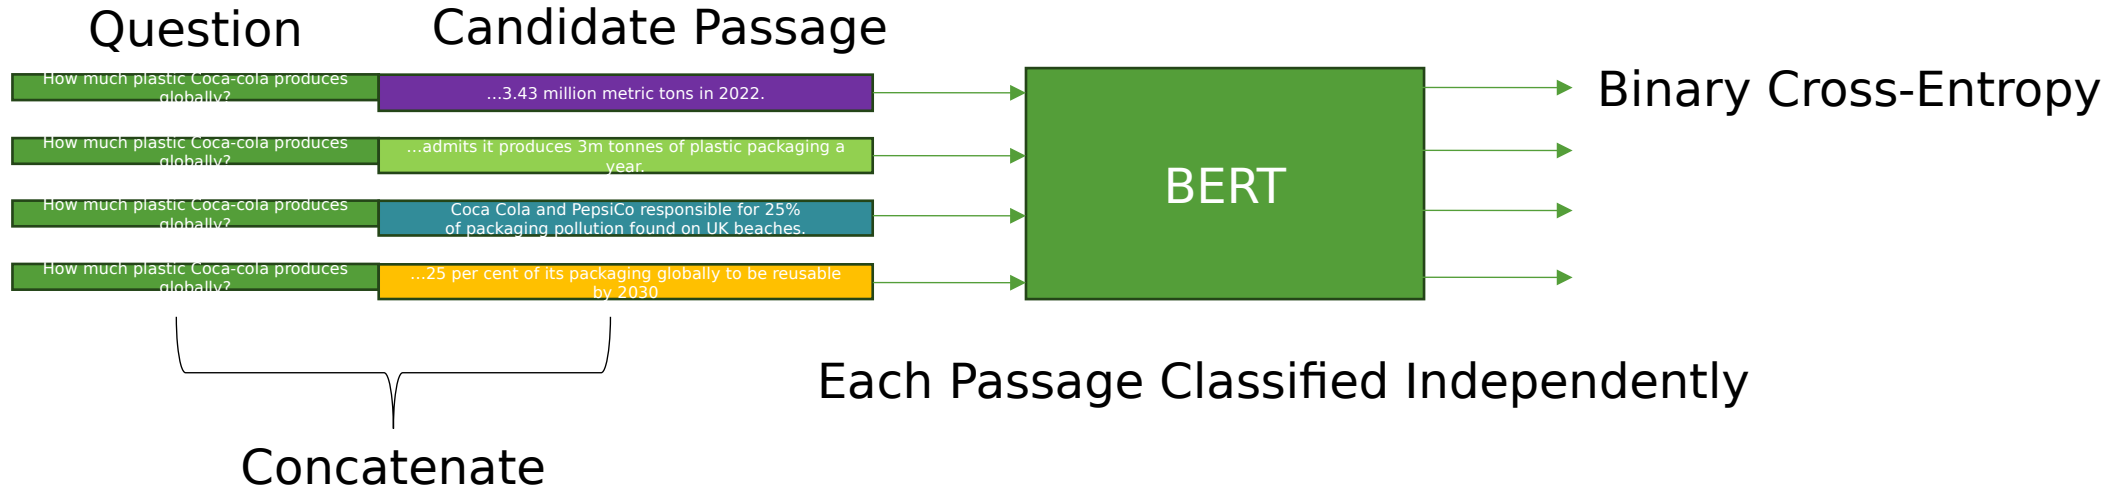 Question
Candidate Passage
How much plastic Coca-cola produces
globally?
…3.43 million metric tons in 2022.
How much plastic Coca-cola produces
globally?
…admits it produces 3m tonnes of plastic packaging a
year.
How much plastic Coca-cola produces
globally?
Coca Cola and PepsiCo responsible for 25%
of packaging pollution found on UK beaches.
How much plastic Coca-cola produces
globally?
…25 per cent of its packaging globally to be reusable
by 2030
BERT
Binary Cross-Entropy
Each Passage Classified Independently
Concatenate